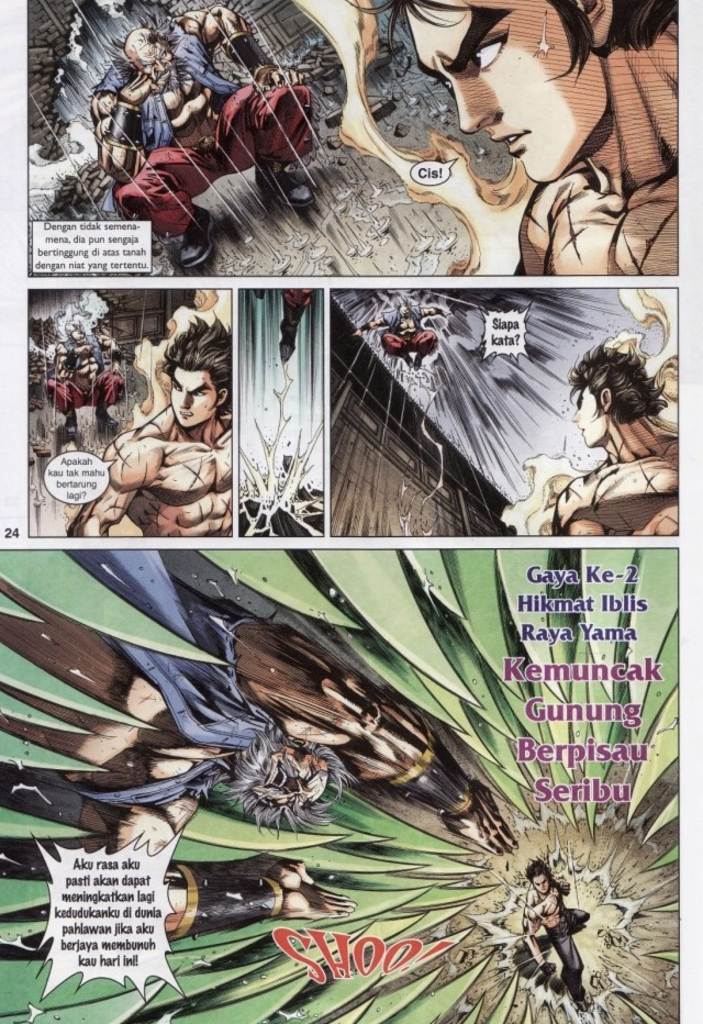 Cis!
Dengan tidak semena-
mena, dia pun sengaja
bertinggung di atas tanah
dengan niat yang tertentu.
Apakah
kau tak mahu
bertarung
lagi?
Siapa
kata?
24
Gaya Ke-2
Hikmat Iblis
Raya Yama
Kemuncak
Gunung
Berpisau
Seribu
Aku rasa aku
pasti akan dapat
meningkatkan lagi
kedudukanku di dunia
pahlawan jika aku
berjaya membunuh
kau hari ini!
SHOO!